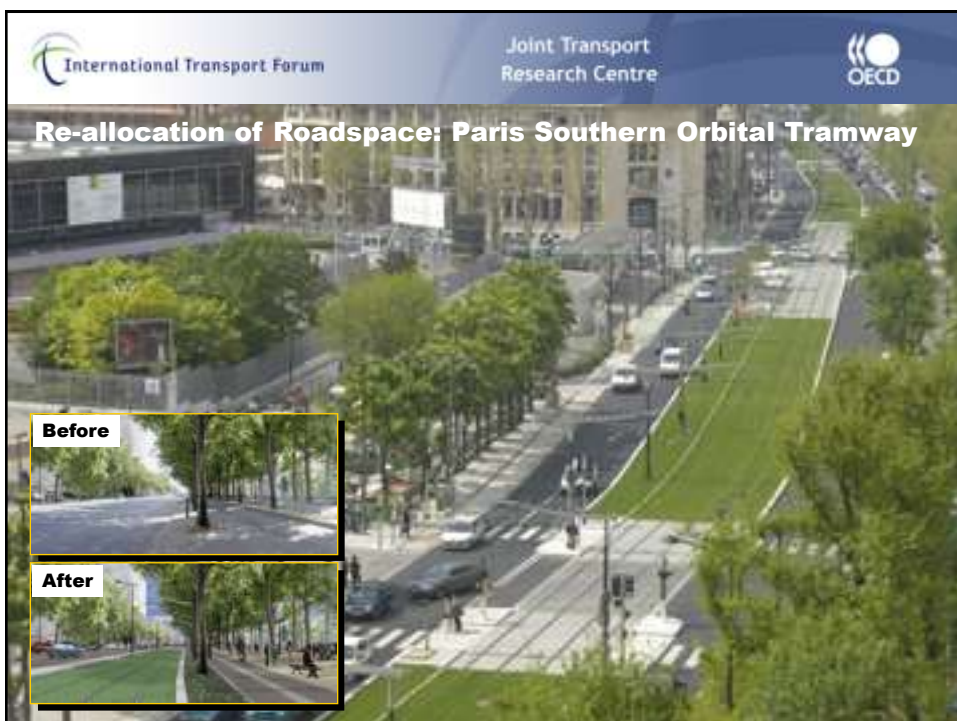 International Transport Forum
Joint Transport
Research Centre
OECD
Re-allocation of Roadspace: Paris Southern Orbital Tramway
Before
After